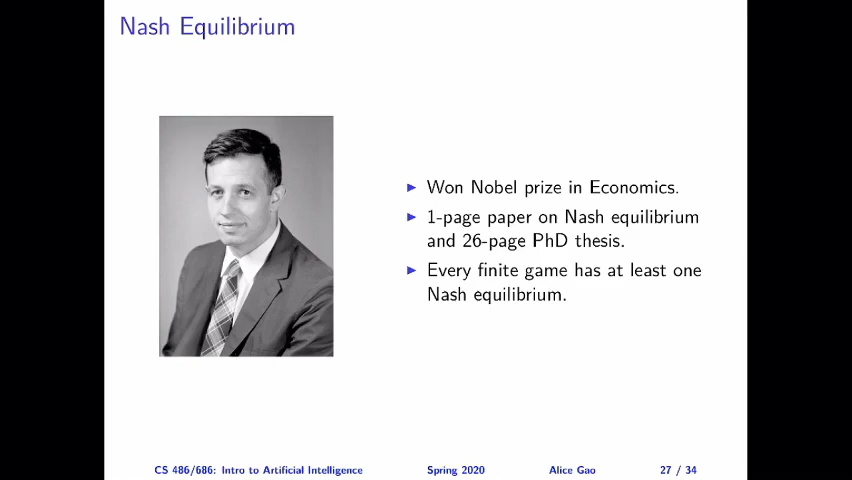 Nash Equilibrium
Won Nobel prize in Economics.
1-page paper on Nash equilibrium
and 26-page PhD thesis.
Every finite game has at least one
Nash equilibrium.
CS 486/686: Intro to Artificial Intelligence Spring 2020 Alice Gao 27 / 34